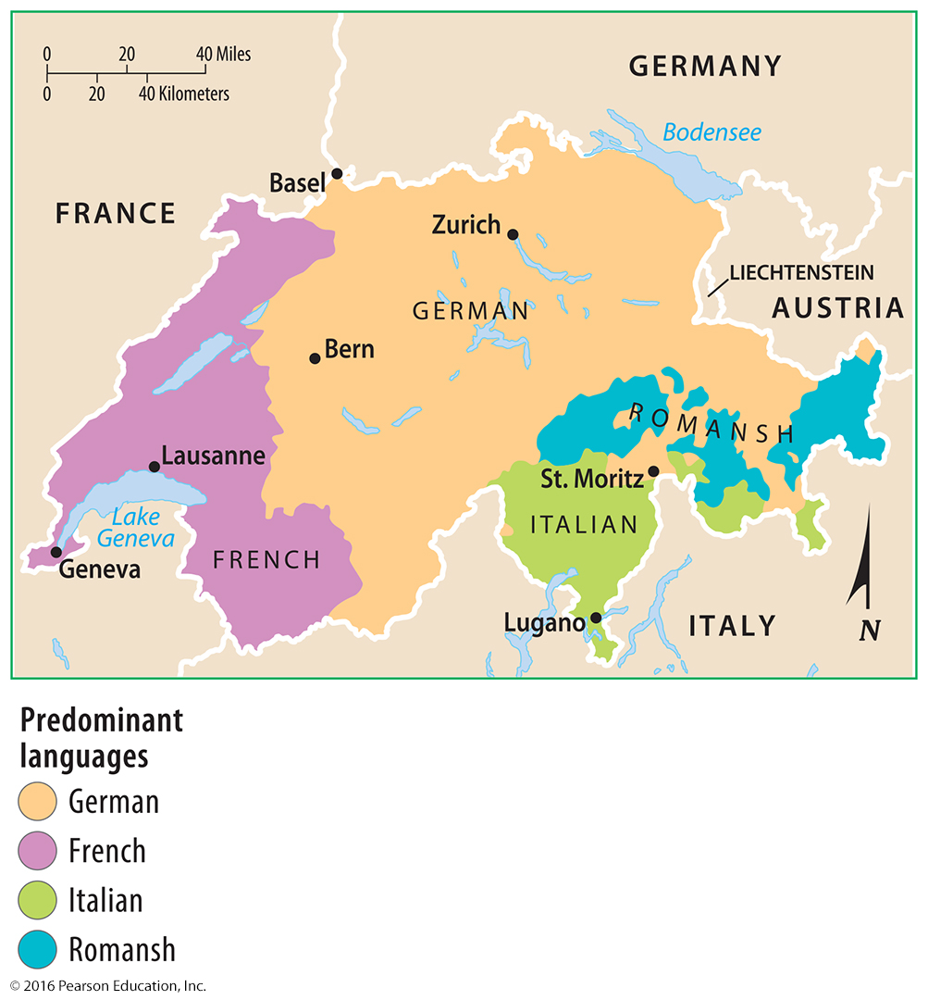 0 20 40 Miles
0 20 40 Kilometers
GERMANY
Bodensee
Basel
FRANCE
Zurich
LIECHTENSTEIN
GERMAN
AUSTRIA
Bern
ROMANSH
Lausanne
St. Moritz
Lake
Geneva
ITALIAN
Geneva
FRENCH
Lugano
ITALY
N
Predominant
languages
German
French
Italian
Romansh
© 2016 Pearson Education, Inc.